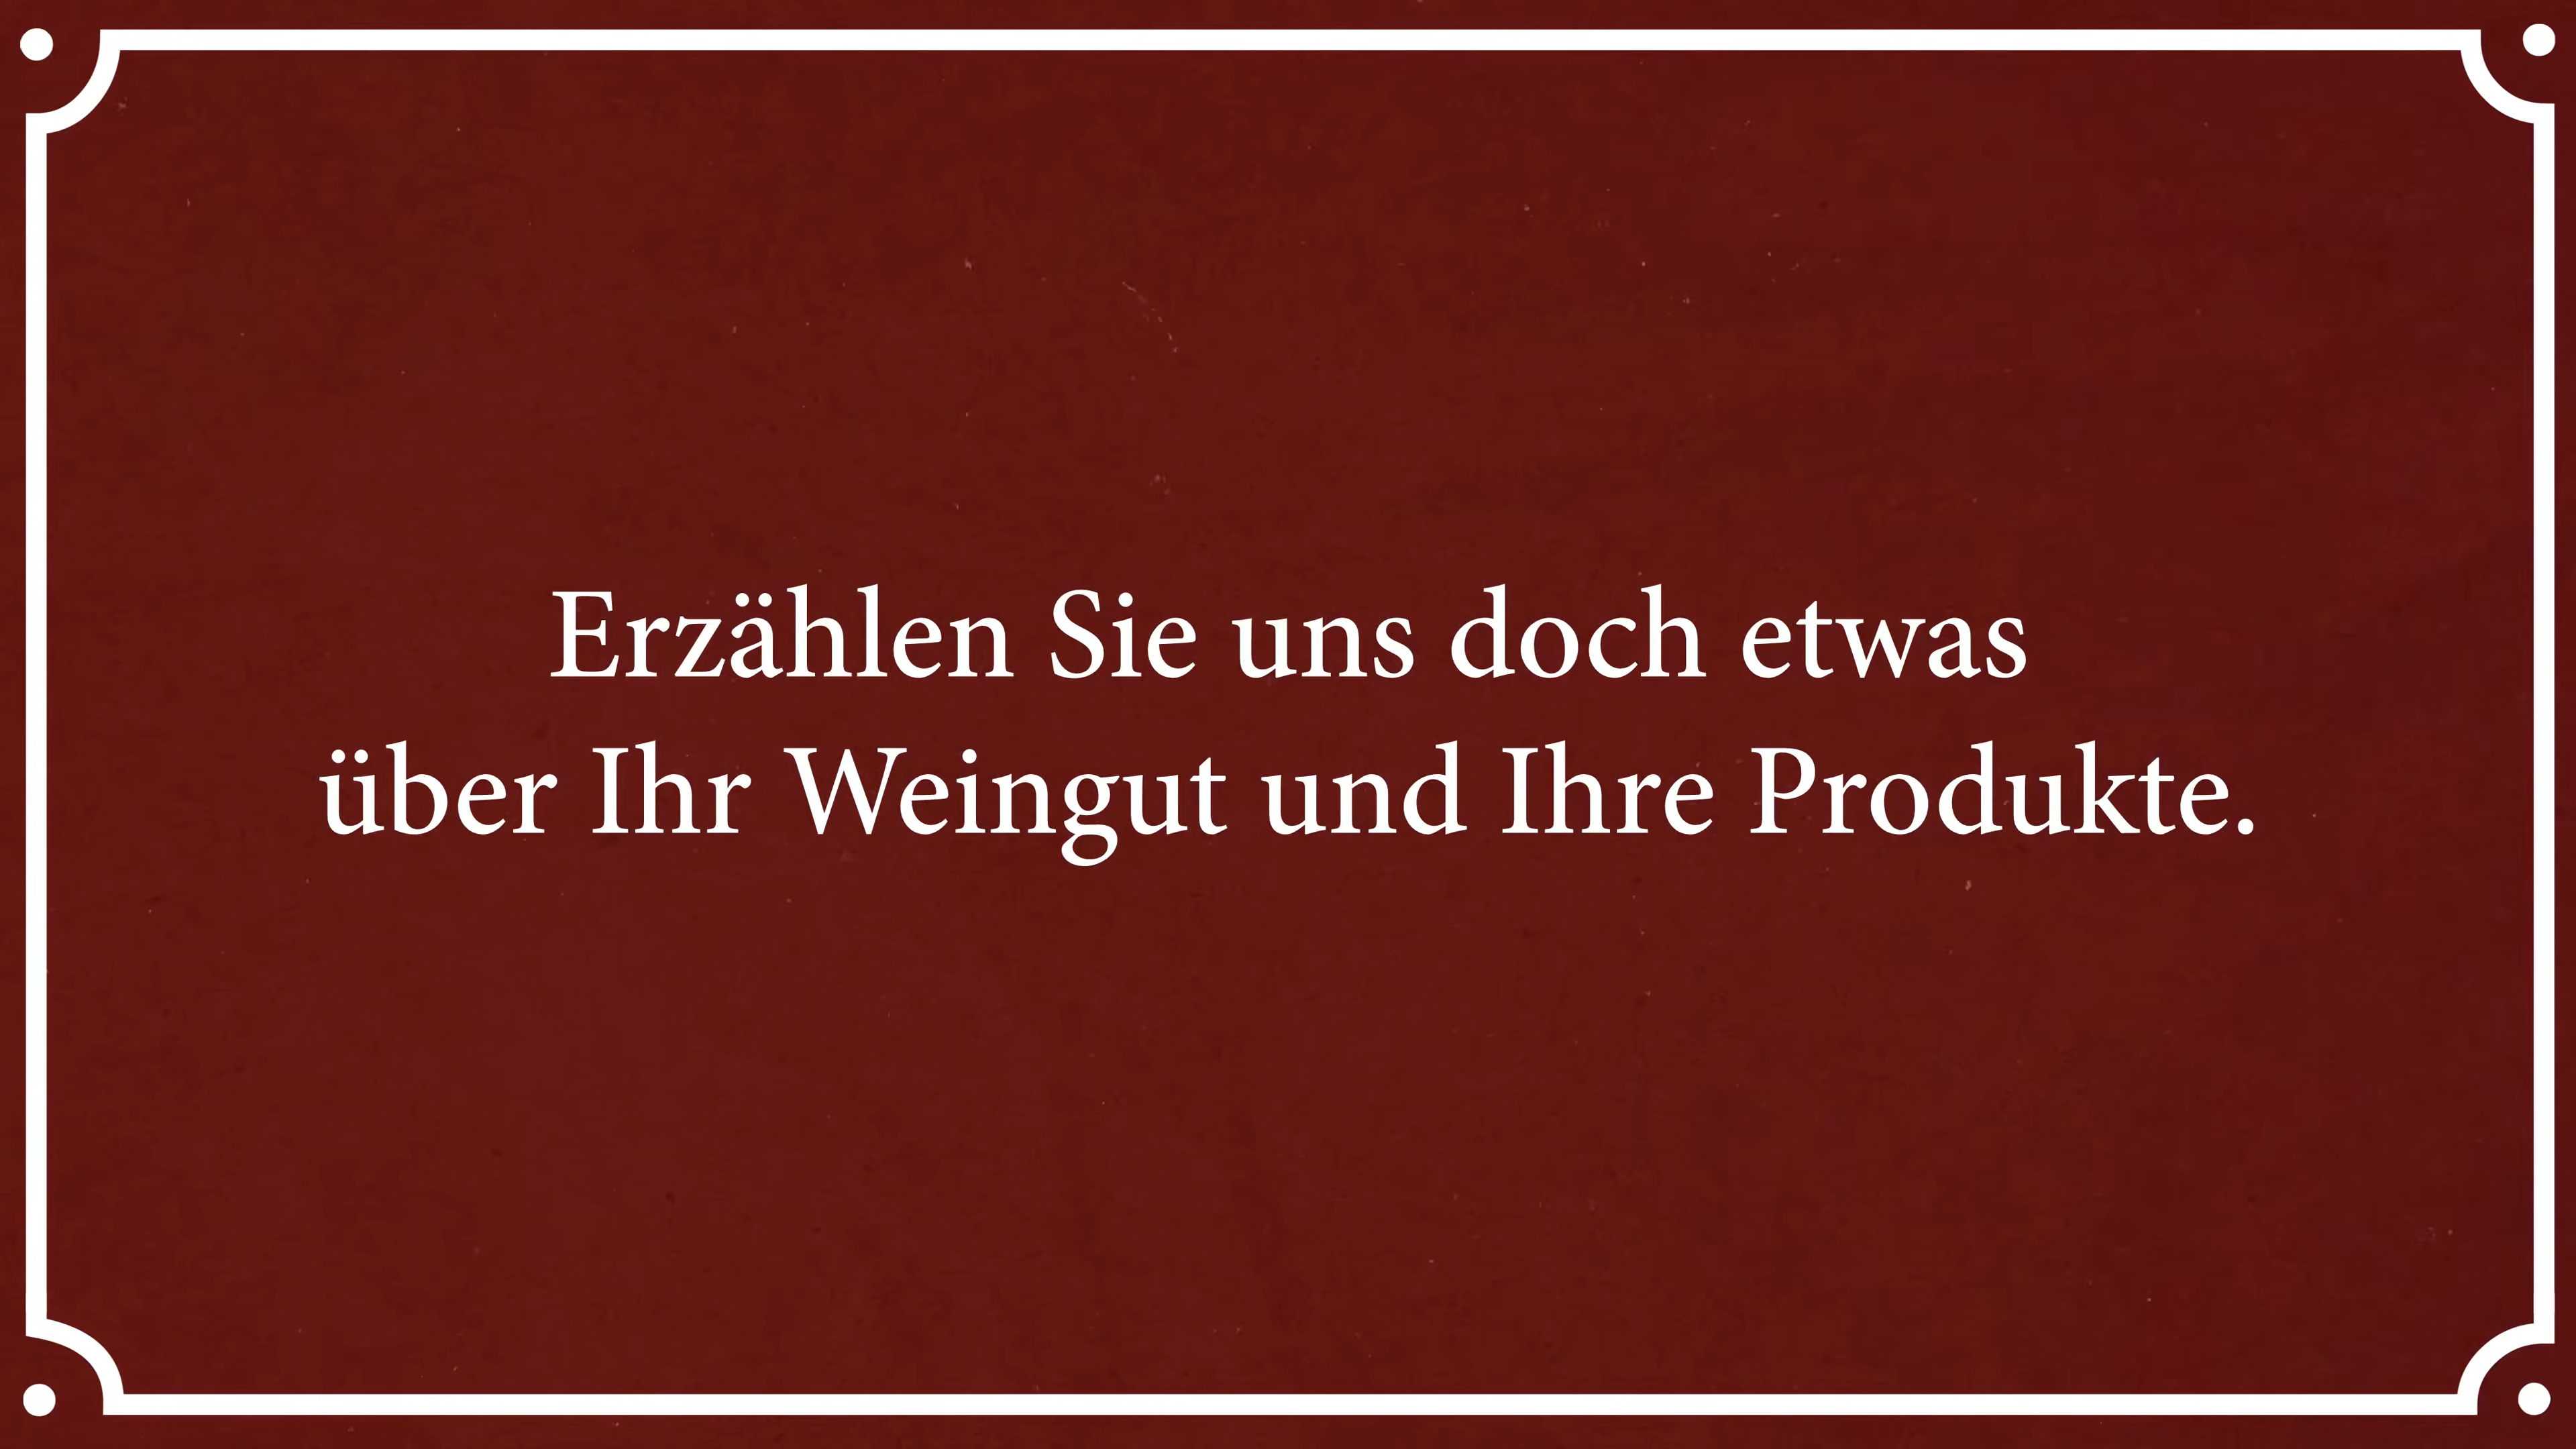 Erzählen Sie uns doch etwas
über Ihr Weingut und Ihre Produkte.